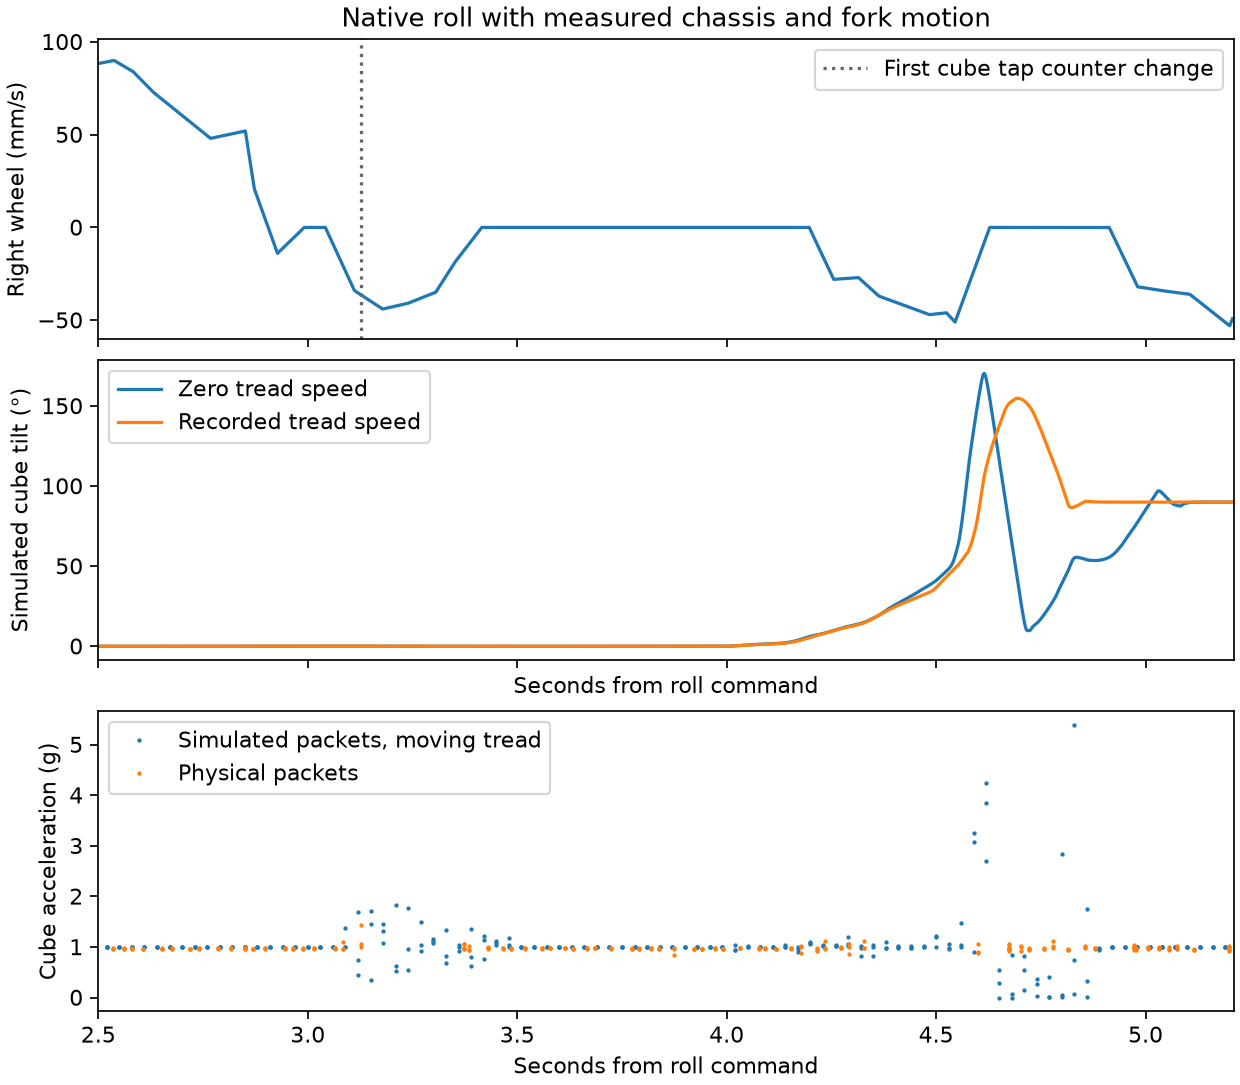 Native roll with measured chassis and fork motion
Right wheel (mm/s)
100
50
0
−50
First cube tap counter change
Simulated cube tilt (°)
150
100
50
0
Zero tread speed
Recorded tread speed
Seconds from roll command
Cube acceleration (g)
5
4
3
2
1
0
Simulated packets, moving tread
Physical packets
2.5 3.0 3.5 4.0 4.5 5.0
Seconds from roll command